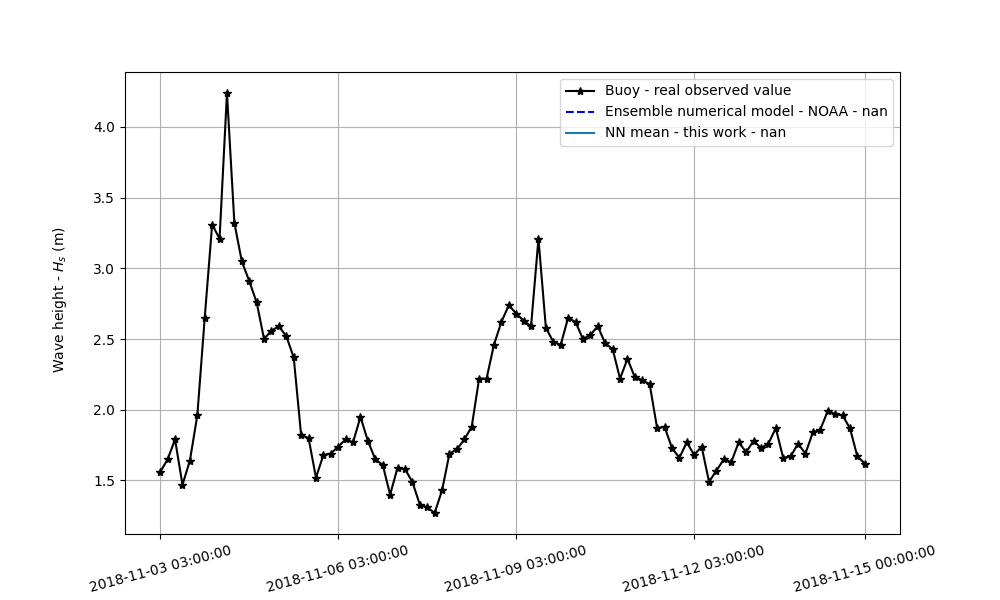 Buoy - real observed value
Ensemble numerical model - NOAA - nan
NN mean - this work - nan
4.0
3.5
3.0
2.5
2.0
1.5
Wave height - Hs (m)
2018-11-03 03:00:00
2018-11-06 03:00:00
2018-11-09 03:00:00
2018-11-12 03:00:00
2018-11-15 00:00:00